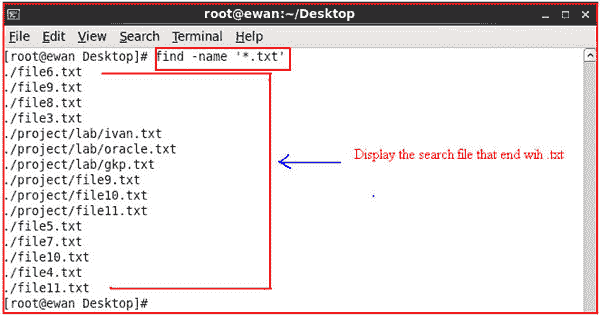 root@ewan:~/Desktop
File Edit View Search Terminal Help
[root@ewan Desktop]# find -name '*.txt'
./file6.txt
./file9.txt
./file8.txt
./file3.txt
./project/lab/ivan.txt
./project/lab/oracle.txt
./project/lab/gkp.txt
./project/file9.txt
./project/file10.txt
./project/file11.txt
./file5.txt
./file7.txt
./file10.txt
./file4.txt
./file11.txt
[root@ewan Desktop]#
Display the search file that end wih .txt